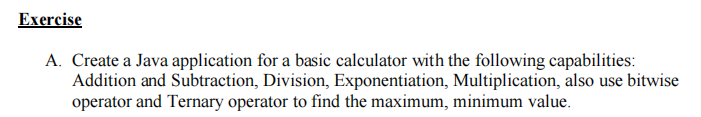 Exercise
A. Create a Java application for a basic calculator with the following capabilities:
Addition and Subtraction, Division, Exponentiation, Multiplication, also use bitwise
operator and Ternary operator to find the maximum, minimum value.